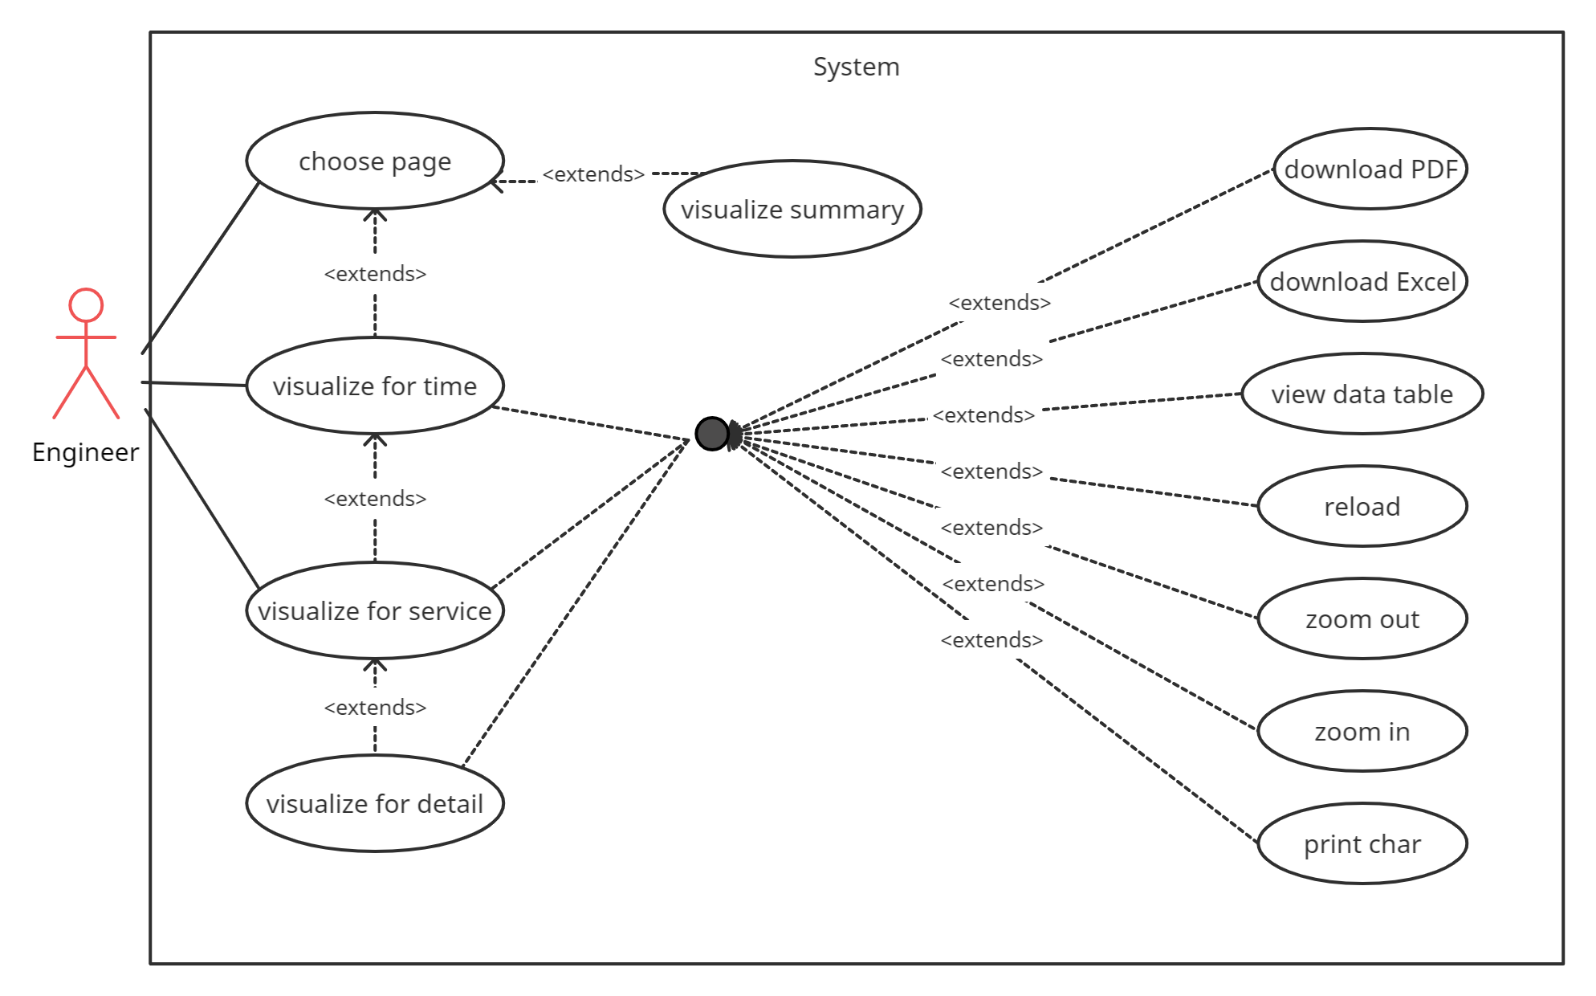 System
choose page
<extends>
visualize summary
<extends>
visualize for time
<extends>
visualize for service
<extends>
visualize for detail
Engineer
<extends>
<extends>
<extends>
<extends>
<extends>
<extends>
<extends>
download PDF
download Excel
view data table
reload
zoom out
zoom in
print char